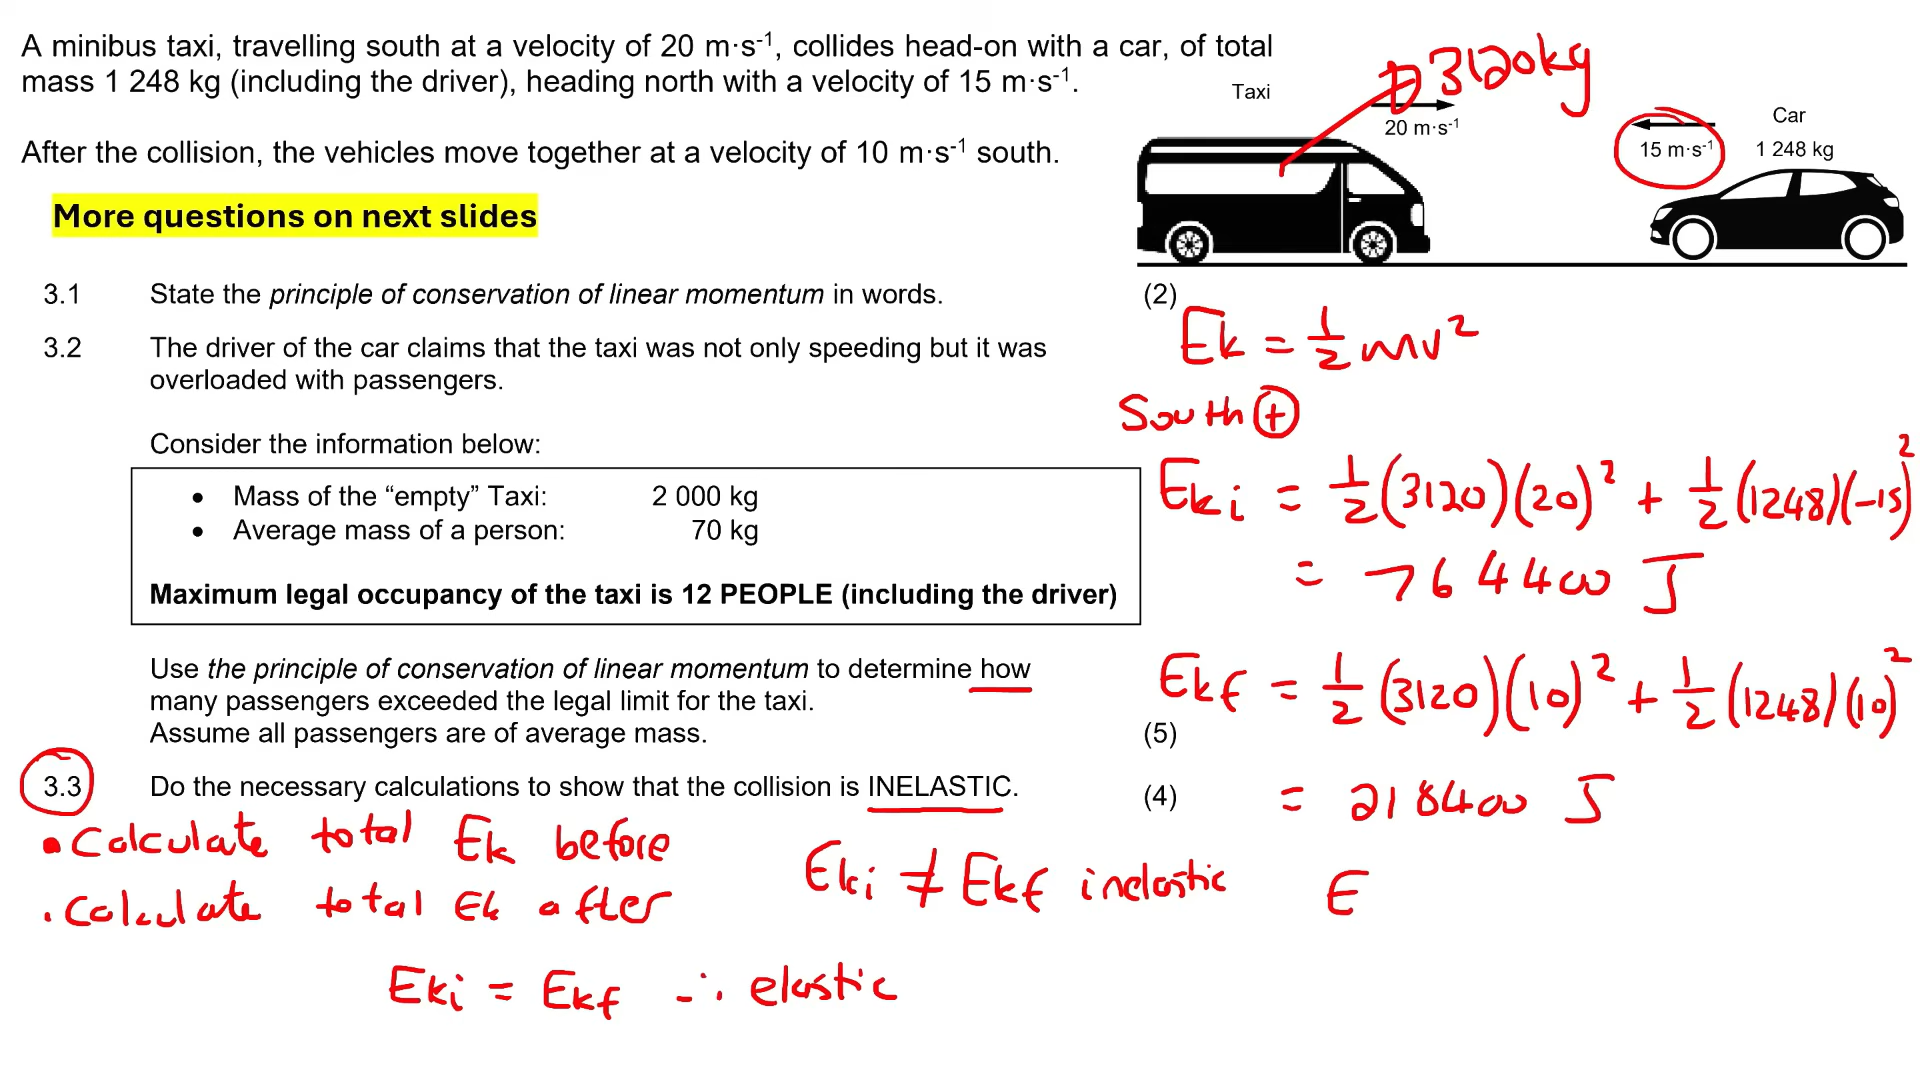 A minibus taxi, travelling south at a velocity of 20 m·s⁻¹, collides head-on with a car, of total
mass 1 248 kg (including the driver), heading north with a velocity of 15 m·s⁻¹.
After the collision, the vehicles move together at a velocity of 10 m·s⁻¹ south.
More questions on next slides
Taxi
3120kg
20 m·s⁻¹
Car
15 m·s⁻¹ 1 248 kg
3.1 State the principle of conservation of linear momentum in words. (2)
3.2 The driver of the car claims that the taxi was not only speeding but it was
overloaded with passengers.
Consider the information below:
• Mass of the “empty” Taxi: 2 000 kg
• Average mass of a person: 70 kg
Maximum legal occupancy of the taxi is 12 PEOPLE (including the driver)
Use the principle of conservation of linear momentum to determine how
many passengers exceeded the legal limit for the taxi.
Assume all passengers are of average mass. (5)
3.3 Do the necessary calculations to show that the collision is INELASTIC. (4)
• Calculate total Ek before
• Calculate total Ek after
Eki = Ekf ∴ elastic
Eki ≠ Ekf inelastic
Ek = ½mv²
South +
Eki = ½(3120)(20)² + ½(1248)(-15)²
= 764400 J
Ekf = ½(3120)(10)² + ½(1248)(10)²
= 218400 J
E